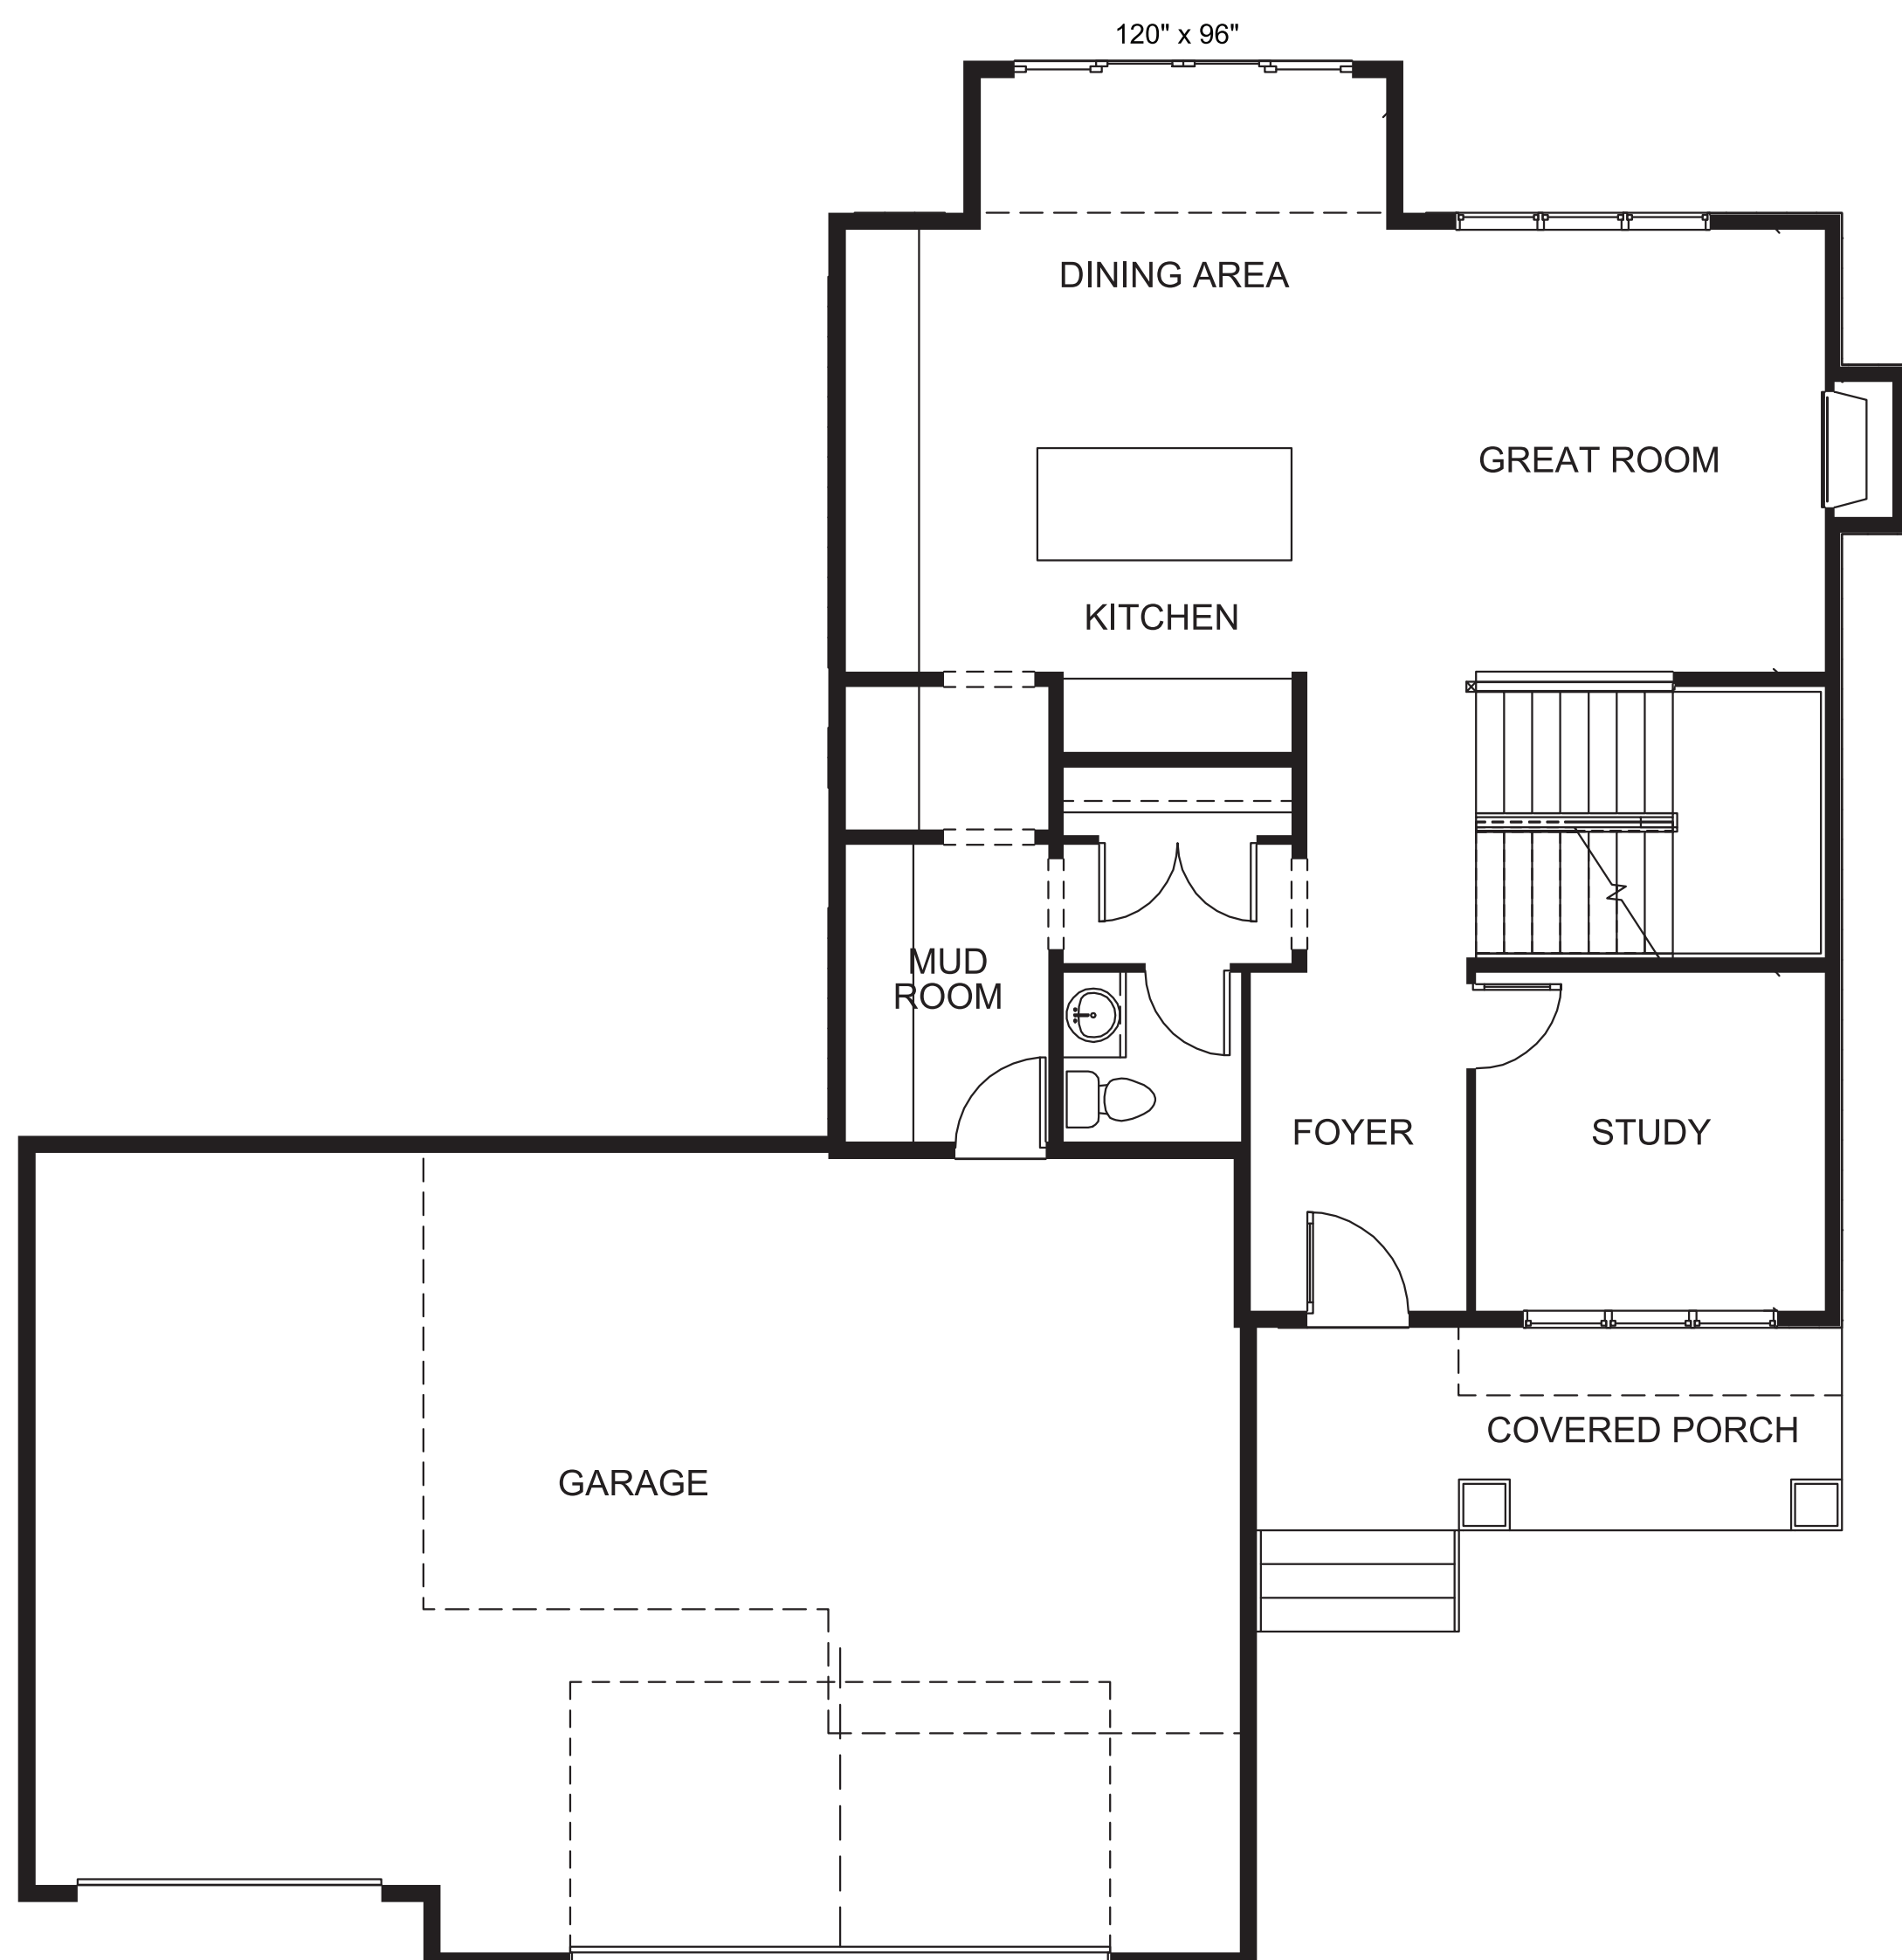 120" x 96"
DINING AREA
GREAT ROOM
KITCHEN
MUD
ROOM
FOYER
STUDY
COVERED PORCH
GARAGE